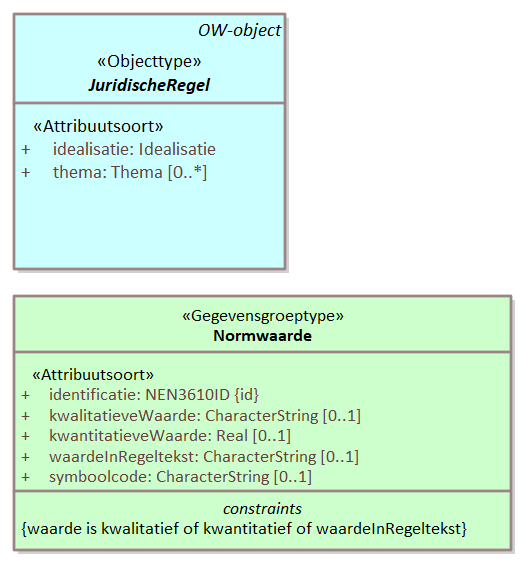 OW-object
«Objecttype»
JuridischeRegel
«Attribuutsoort»
+ idealisatie: Idealisatie
+ thema: Thema [0..*]
«Gegevensgroeptype»
Normwaarde
«Attribuutsoort»
+ identificatie: NEN3610ID {id}
+ kwalitatieveWaarde: CharacterString [0..1]
+ kwantitatieveWaarde: Real [0..1]
+ waardeInRegeltekst: CharacterString [0..1]
+ symboolcode: CharacterString [0..1]
constraints
{waarde is kwalitatief of kwantitatief of waardeInRegeltekst}